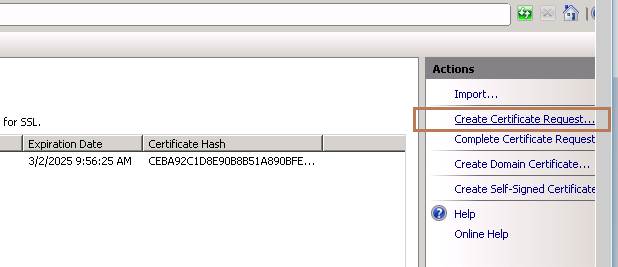 Actions
Import...
for SSL.
Create Certificate Request...
Expiration Date Certificate Hash
Complete Certificate Request
3/2/2025 9:56:25 AM CEBA92C1D8E90B8B51A890BFE...
Create Domain Certificate...
Create Self-Signed Certificate
Help
Online Help